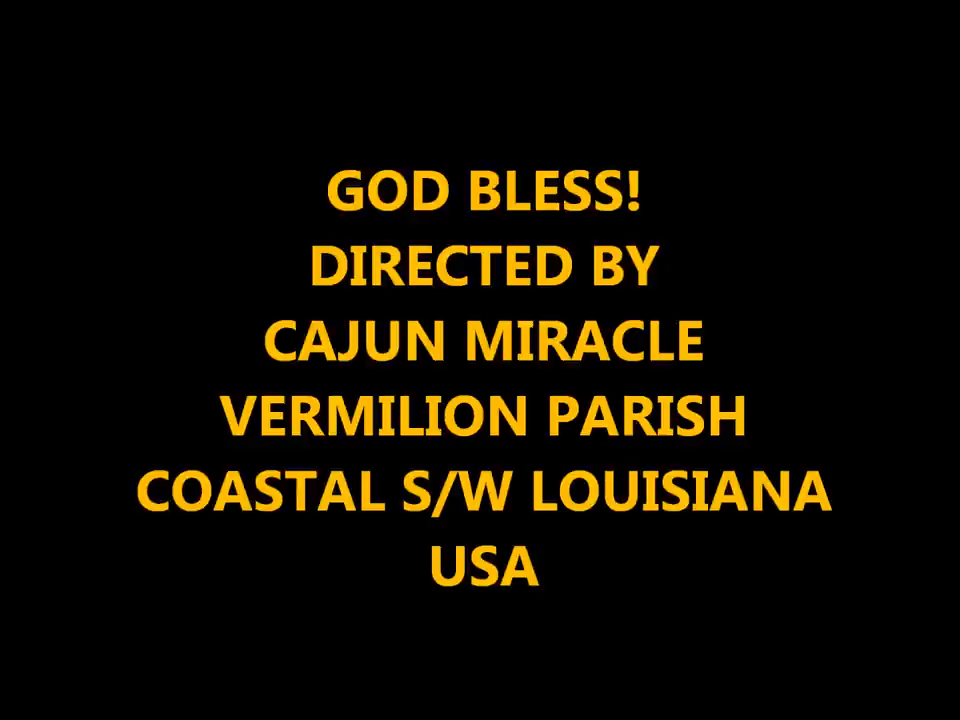 GOD BLESS!
DIRECTED BY
CAJUN MIRACLE
VERMILION PARISH
COASTAL S/W LOUISIANA
USA